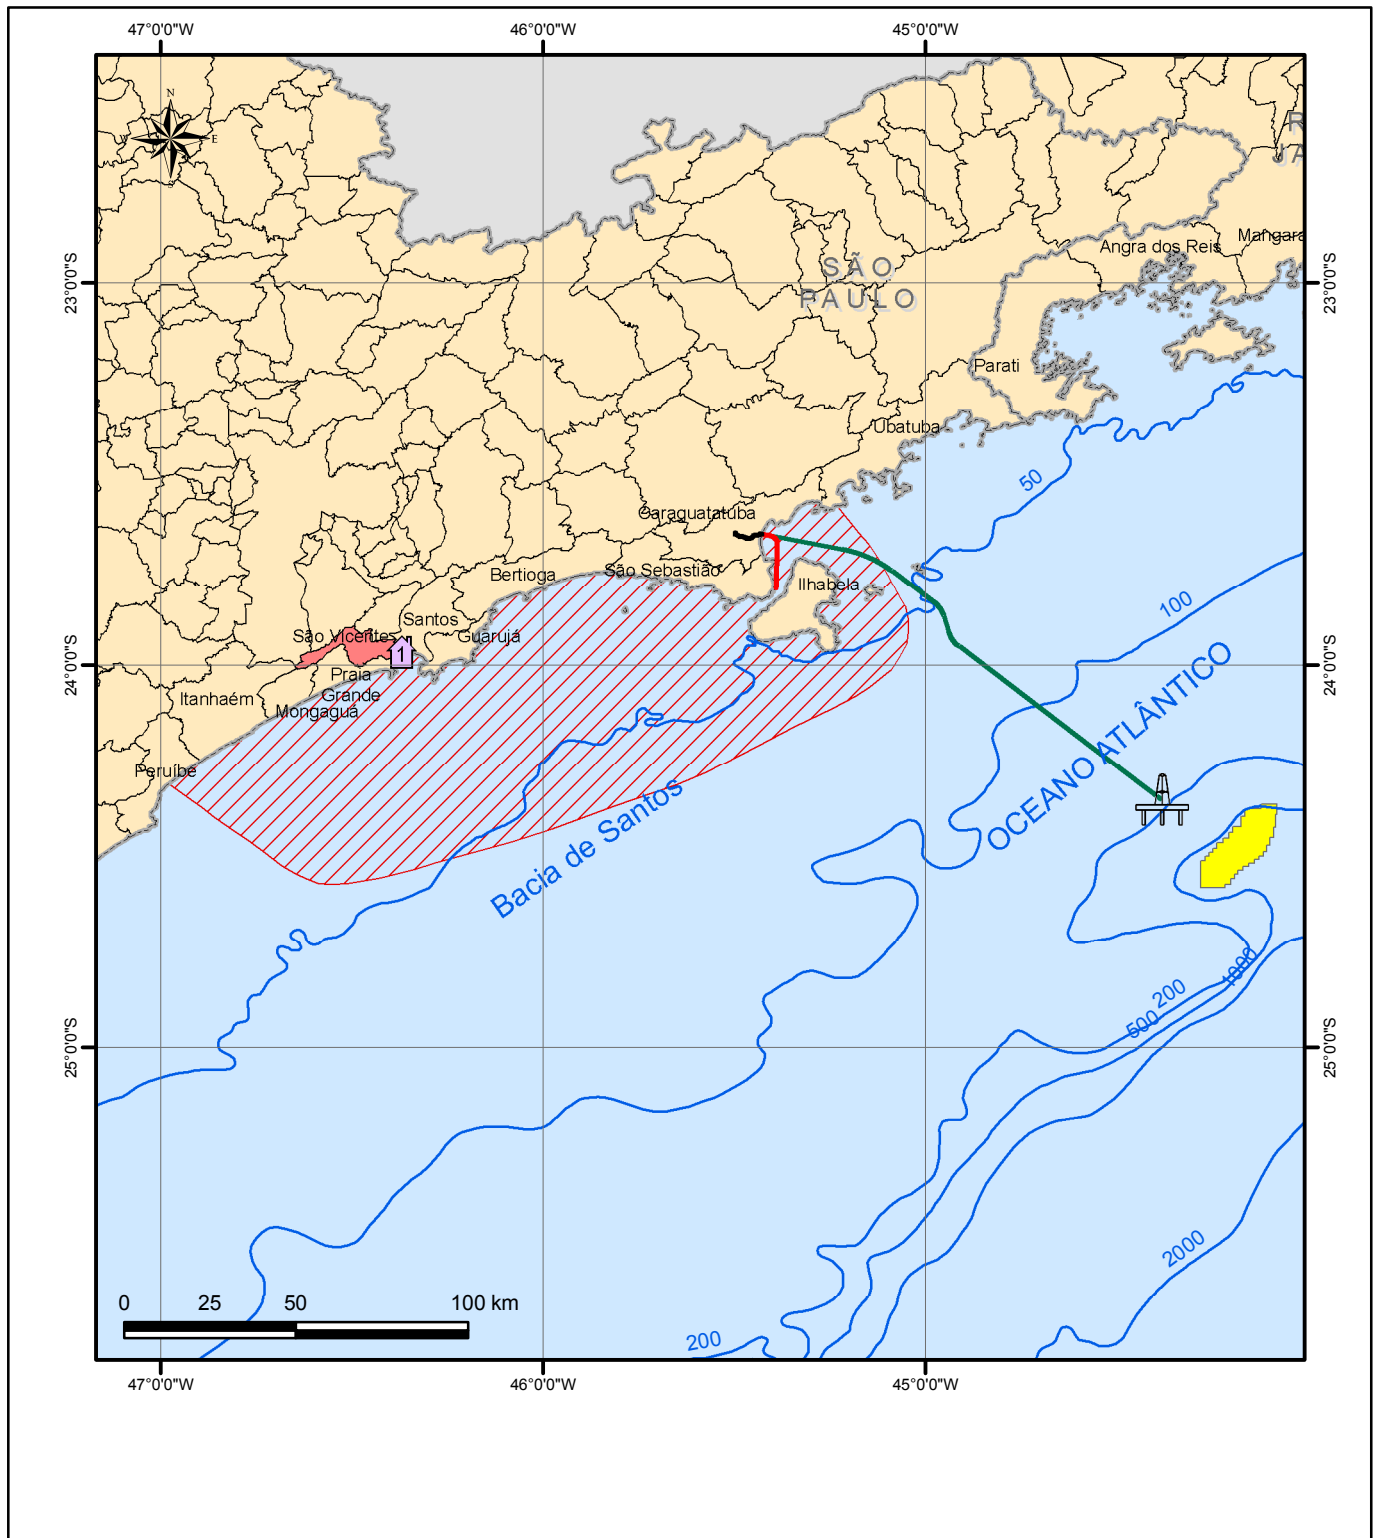 47°0'0"W
46°0'0"W
45°0'0"W
N
E
S
R
JA
Angra dos Reis
Mangara
SÃO
PAULO
23°0'0"S
23°0'0"S
Parati
Ubatuba
50
Caraguatatuba
São Sebastião
Bertioga
Ilhabela
100
Santos
São Vicente
Guarujá
1
24°0'0"S
24°0'0"S
Praia
Grande
Itanhaém
Mongaguá
Peruíbe
OCEANO ATLÂNTICO
Bacia de Santos
1000
200
500
25°0'0"S
25°0'0"S
2000
0 25 50 100 km
200
47°0'0"W
46°0'0"W
45°0'0"W